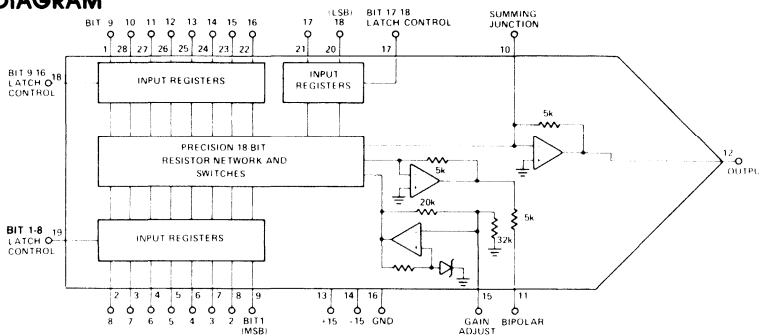 DIAGRAM
BIT 9 10 11 12 13 14 15 16
17 (LSB) 18
BIT 17 18
LATCH CONTROL
SUMMING
JUNCTION
1 28 27 26 25 24 23 22
21 20 17 10
BIT 9 16
LATCH 18
CONTROL
INPUT REGISTERS
INPUT
REGISTERS
5k
PRECISION 18 BIT
RESISTOR NETWORK AND
SWITCHES
12
OUTPU
5k
20k
5k
32k
BIT 1-8
LATCH 19
CONTROL
INPUT REGISTERS
2 3 4 5 6 7 8 9
13 14 16 15 11
8 7 6 5 4 3 2 BIT1
(MSB)
+15 -15 GND
GAIN
ADJUST
BIPOLAR